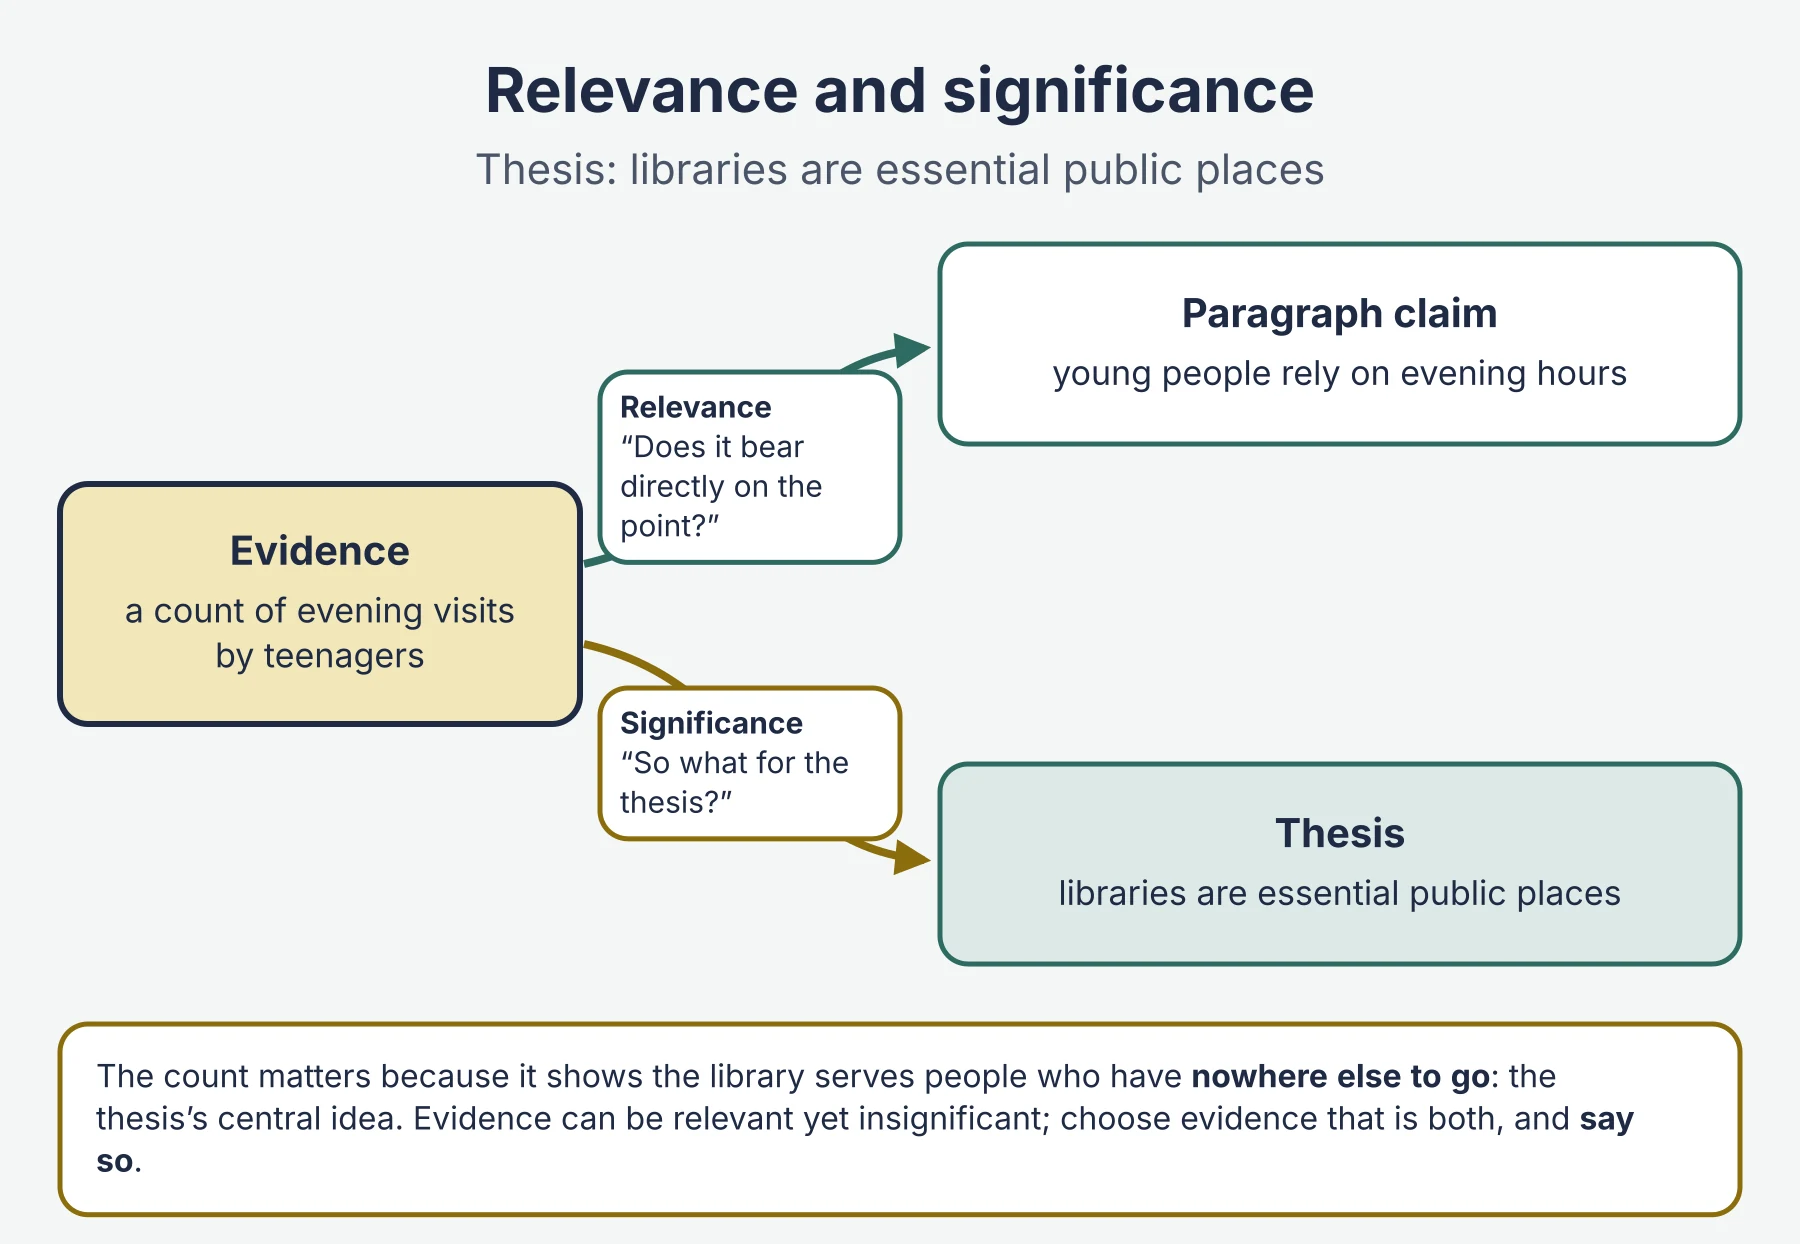 Relevance and significance
Thesis: libraries are essential public places
Paragraph claim
young people rely on evening hours
Relevance
“Does it bear
directly on the
point?”
Evidence
a count of evening visits
by teenagers
Significance
“So what for the
thesis?”
Thesis
libraries are essential public places
The count matters because it shows the library serves people who have nowhere else to go: the
thesis’s central idea. Evidence can be relevant yet insignificant; choose evidence that is both, and say
so.